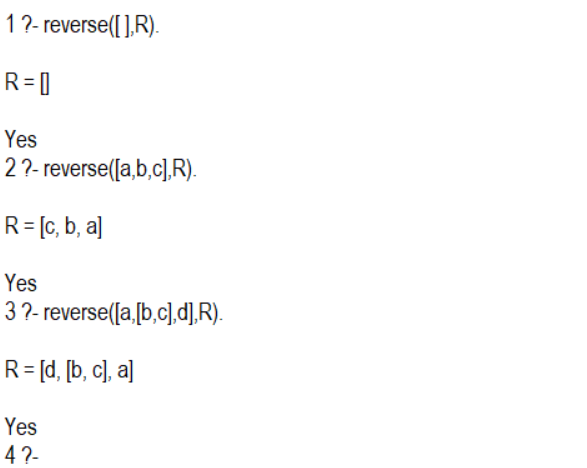 1 ?- reverse([ ],R).
R = []
Yes
2 ?- reverse([a,b,c],R).
R = [c, b, a]
Yes
3 ?- reverse([a,[b,c],d],R).
R = [d, [b, c], a]
Yes
4 ?-